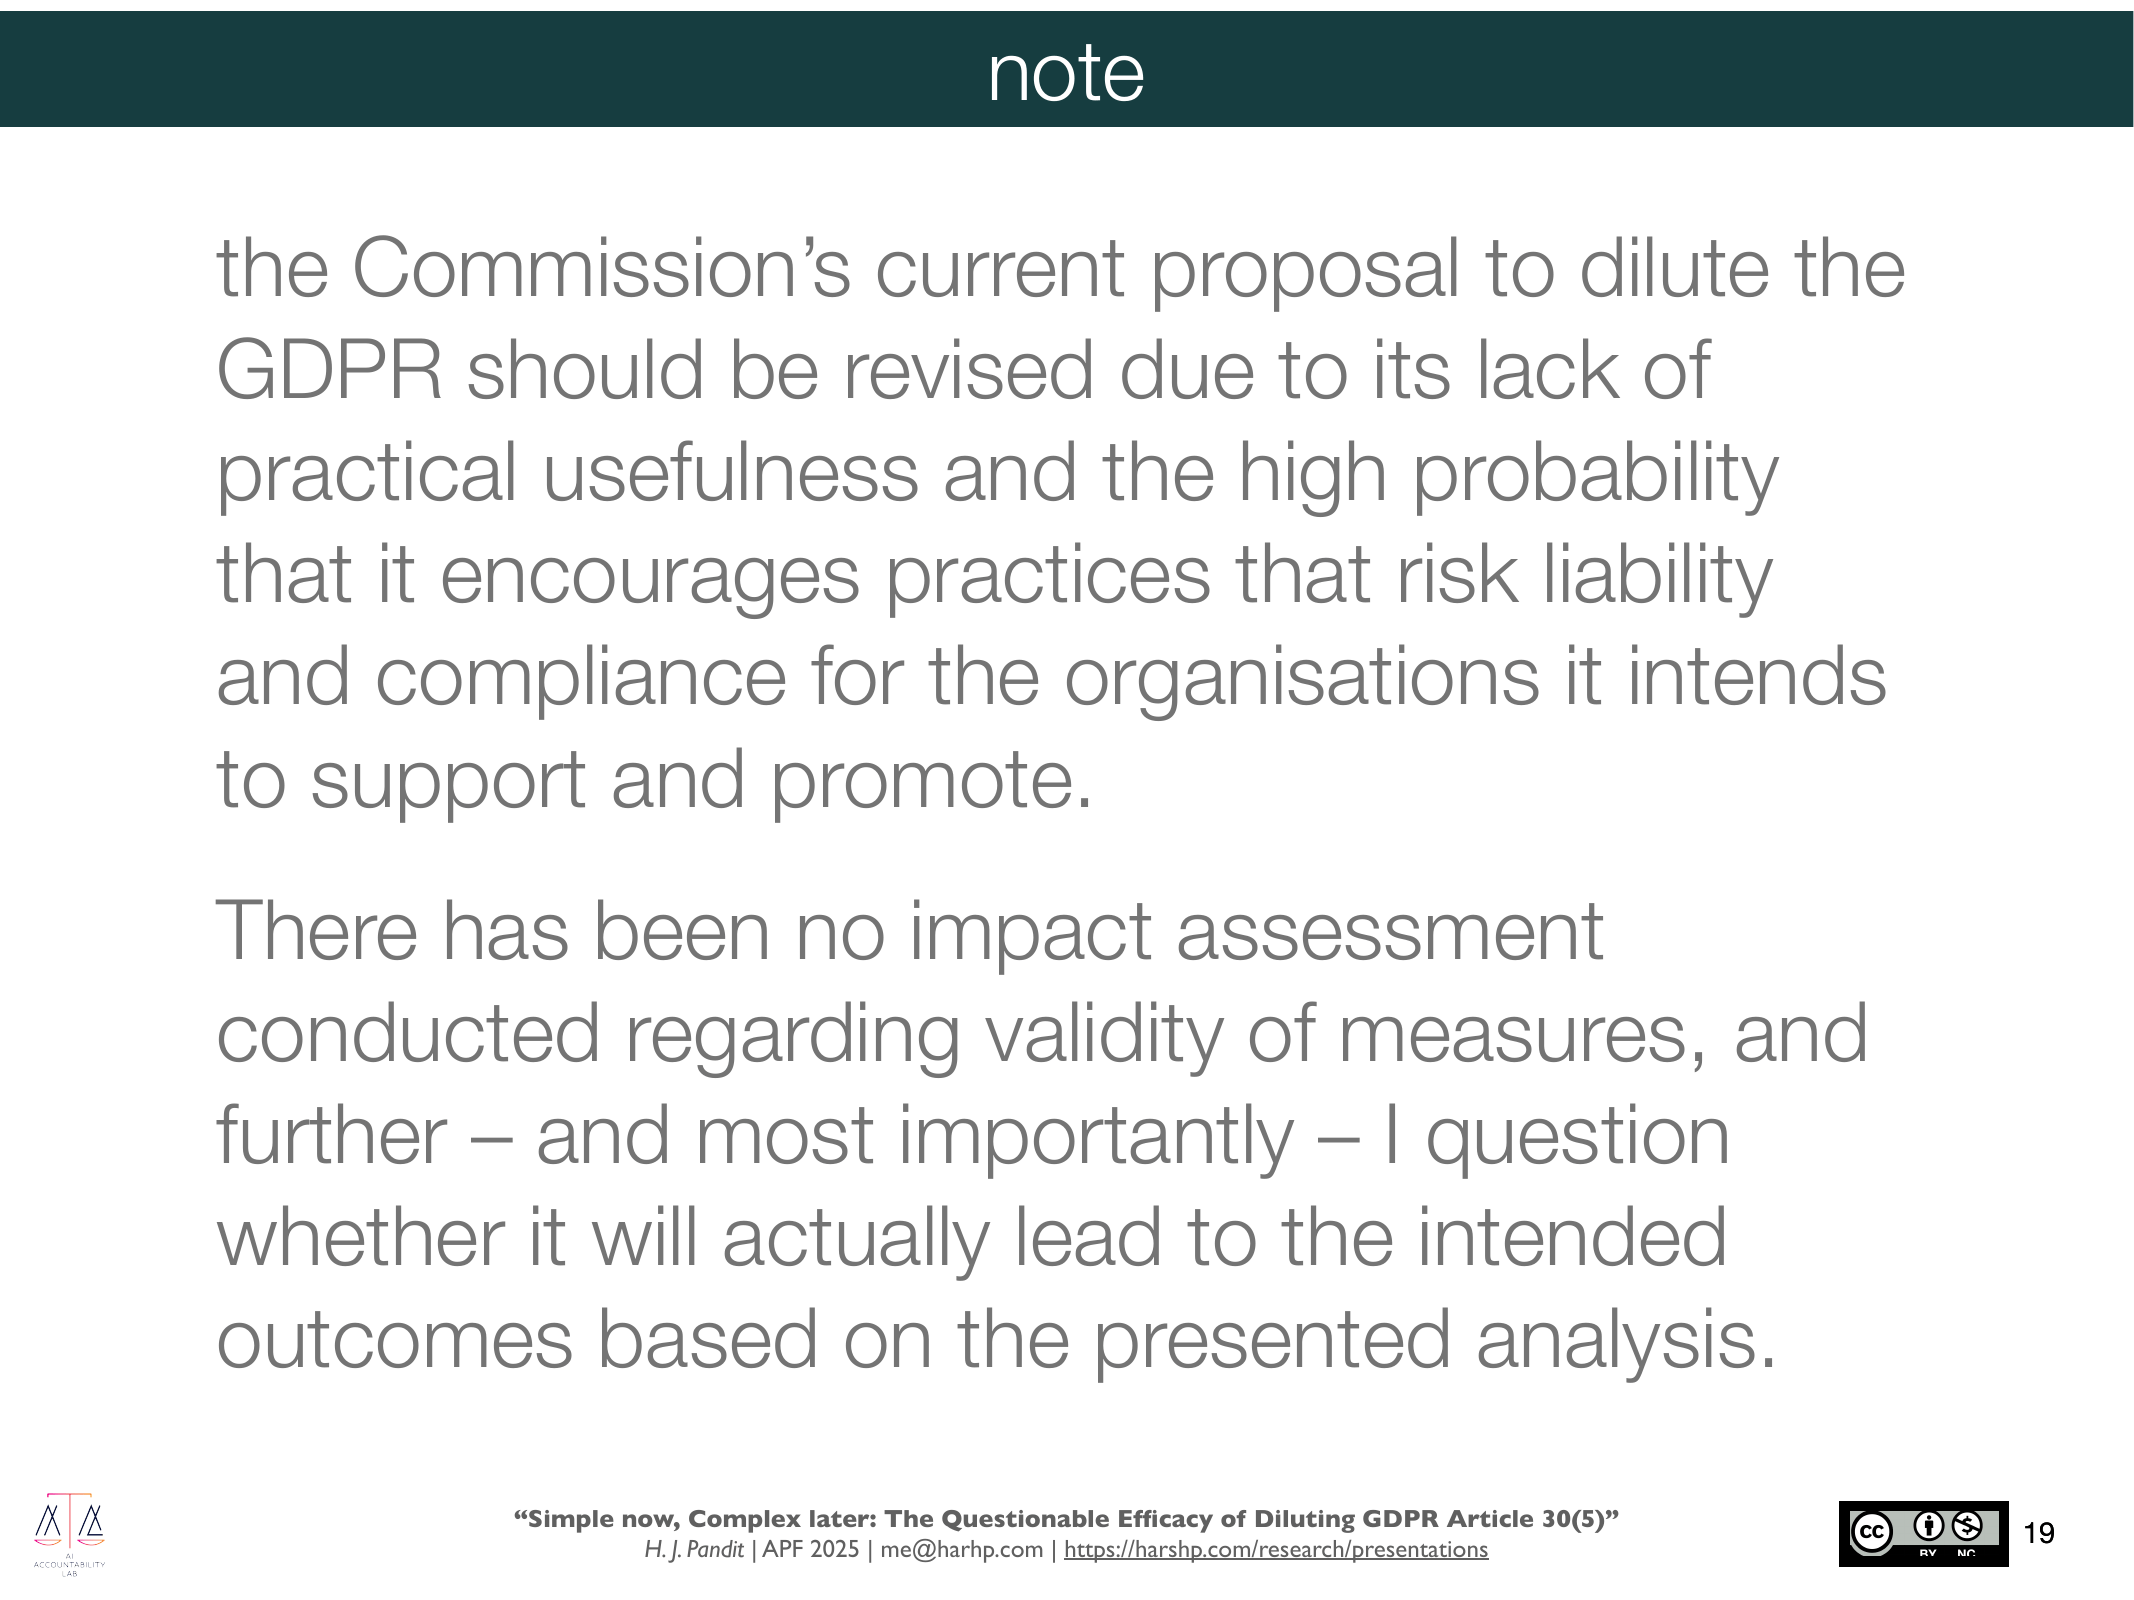 note
the Commission’s current proposal to dilute the
GDPR should be revised due to its lack of
practical usefulness and the high probability
that it encourages practices that risk liability
and compliance for the organisations it intends
to support and promote.
There has been no impact assessment
conducted regarding validity of measures, and
further – and most importantly – I question
whether it will actually lead to the intended
outcomes based on the presented analysis.
AI
ACCOUNTABILITY
LAB
“Simple now, Complex later: The Questionable Efficacy of Diluting GDPR Article 30(5)”
H. J. Pandit | APF 2025 | me@harhp.com | https://harshp.com/research/presentations
cc
BY NC
19